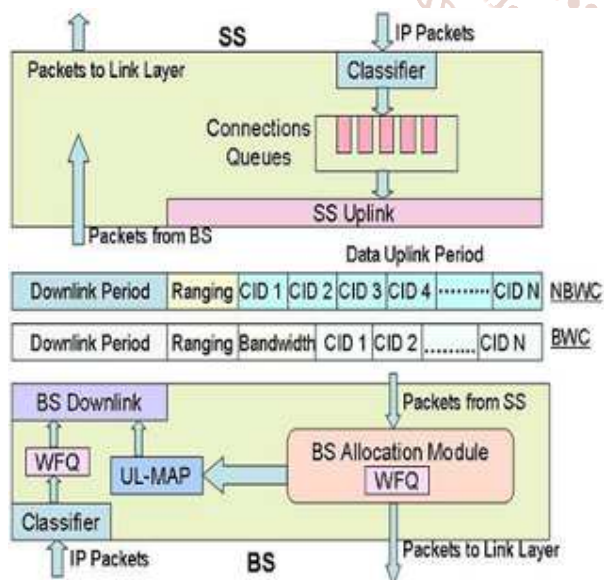 SS
IP Packets
Packets to Link Layer
Classifier
Connections
Queues
SS Uplink
Packets from BS
Data Uplink Period
Downlink Period Ranging CID 1 CID 2 CID 3 CID 4 ......... CID N NBWC
Downlink Period Ranging Bandwidth CID 1 CID 2 ......... CID N BWC
BS Downlink
Packets from SS
WFQ
UL-MAP
BS Allocation Module
WFQ
Classifier
IP Packets
BS
Packets to Link Layer